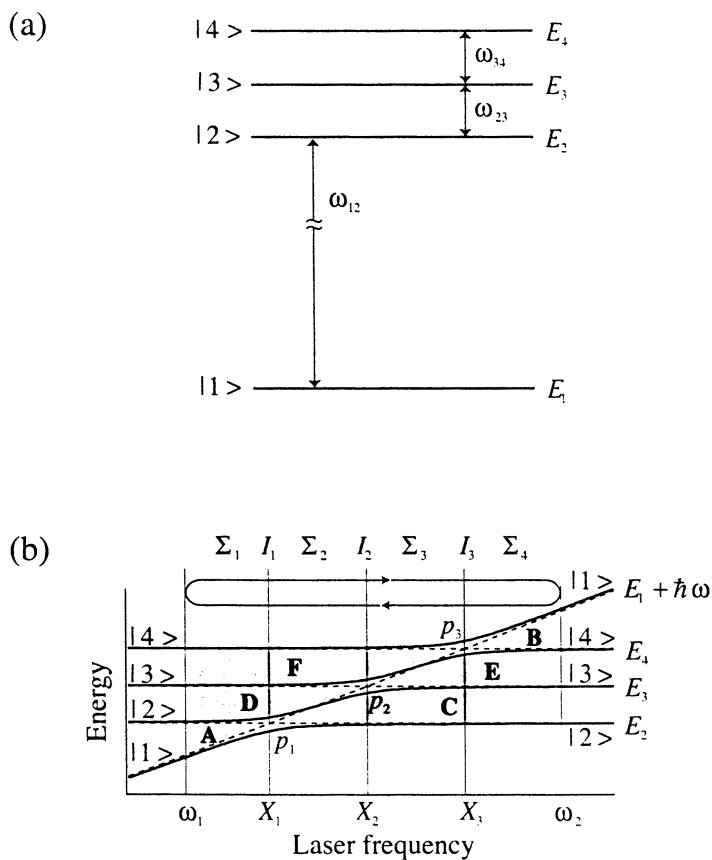 (a)
|4> E₄
ω₃₄
|3> E₃
ω₂₃
|2> E₂
ω₁₂
|1> E₁
(b)
Σ₁ I₁ Σ₂ I₂ Σ₃ I₃ Σ₄
|1> E₁ + ħω
p₃
|4> B |4> E₄
|3> F E |3> E₃
|2> D p₂ C E₂
|1> A p₁ |2>
Energy
ω₁ X₁ X₂ X₃ ω₂
Laser frequency